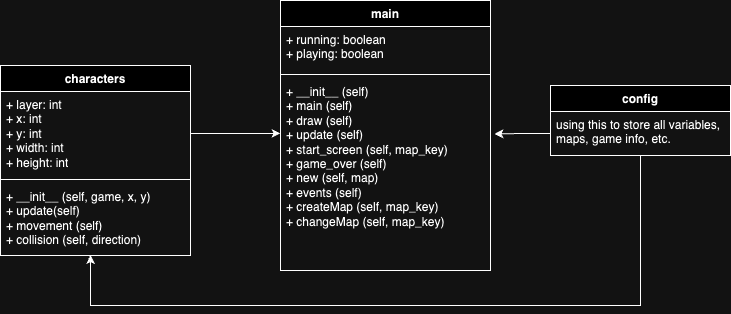 main
+ running: boolean
+ playing: boolean
+ __init__ (self)
+ main (self)
+ draw (self)
+ update (self)
+ start_screen (self, map_key)
+ game_over (self)
+ new (self, map)
+ events (self)
+ createMap (self, map_key)
+ changeMap (self, map_key)
characters
+ layer: int
+ x: int
+ y: int
+ width: int
+ height: int
+ __init__ (self, game, x, y)
+ update(self)
+ movement (self)
+ collision (self, direction)
config
using this to store all variables,
maps, game info, etc.